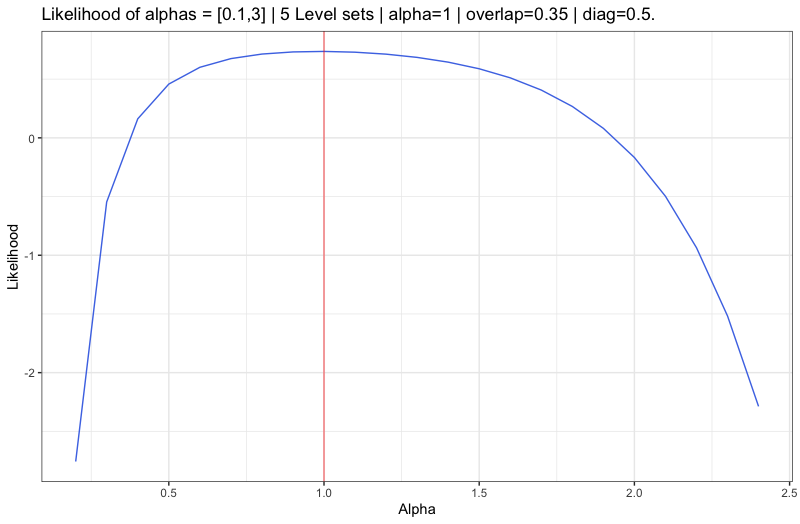 Likelihood of alphas = [0.1,3] | 5 Level sets | alpha=1 | overlap=0.35 | diag=0.5.
Likelihood
0
-1
-2
0.5
1.0
1.5
2.0
2.5
Alpha